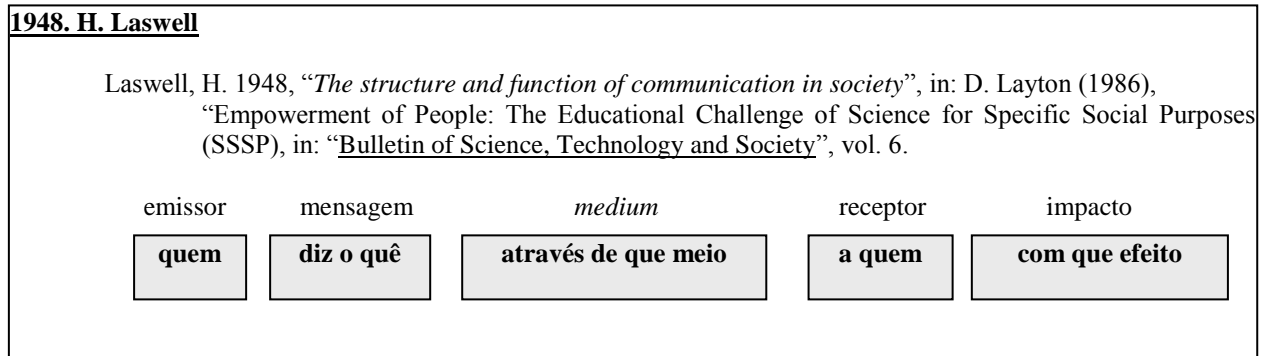 1948. H. Laswell
Laswell, H. 1948, “The structure and function of communication in society”, in: D. Layton (1986),
“Empowerment of People: The Educational Challenge of Science for Specific Social Purposes
(SSSP), in: “Bulletin of Science, Technology and Society”, vol. 6.
emissor mensagem medium receptor impacto
quem diz o quê através de que meio a quem com que efeito